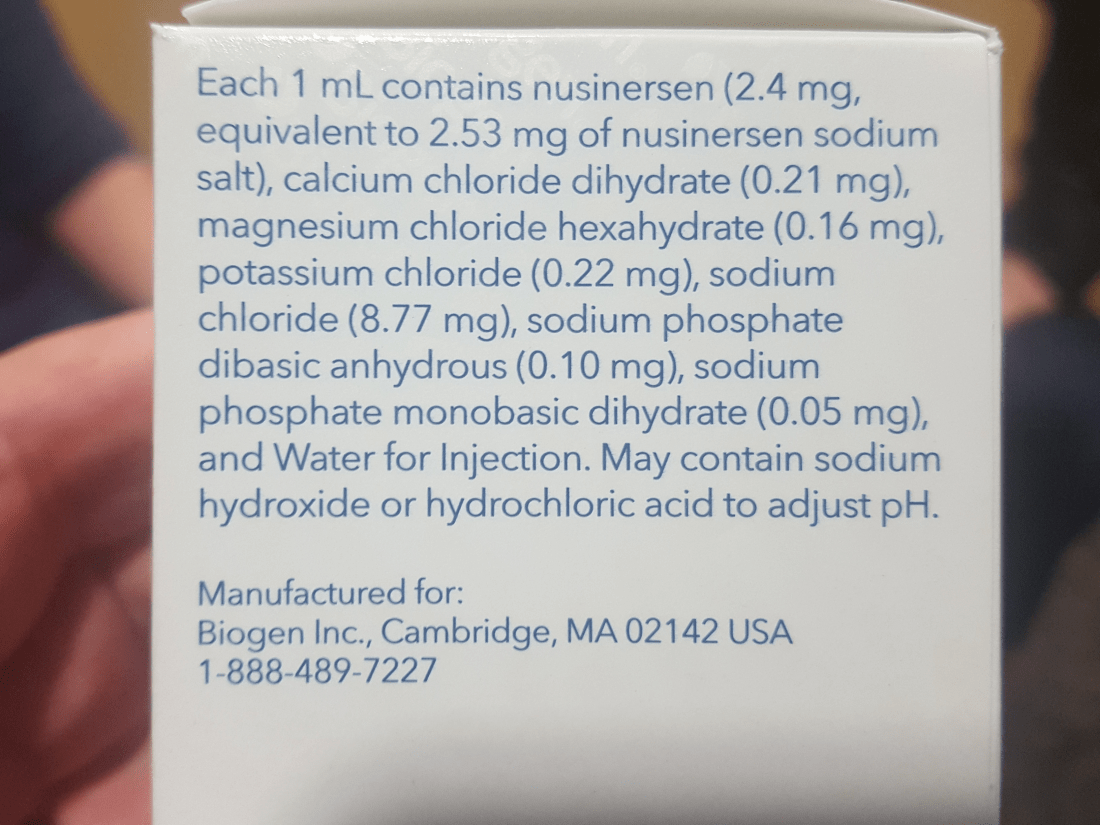 Each 1 mL contains nusinersen (2.4 mg,
equivalent to 2.53 mg of nusinersen sodium
salt), calcium chloride dihydrate (0.21 mg),
magnesium chloride hexahydrate (0.16 mg),
potassium chloride (0.22 mg), sodium
chloride (8.77 mg), sodium phosphate
dibasic anhydrous (0.10 mg), sodium
phosphate monobasic dihydrate (0.05 mg),
and Water for Injection. May contain sodium
hydroxide or hydrochloric acid to adjust pH.
Manufactured for:
Biogen Inc., Cambridge, MA 02142 USA
1-888-489-7227